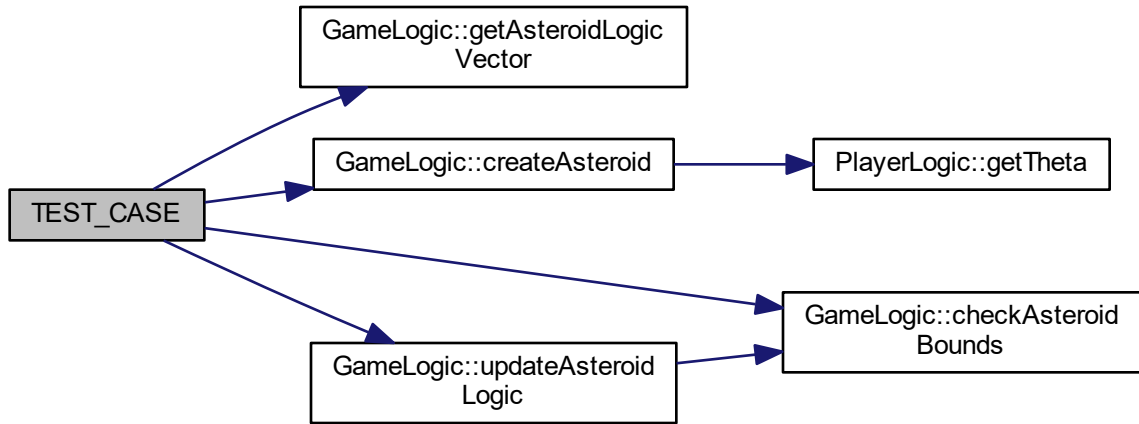 GameLogic::getAsteroidLogic
Vector
GameLogic::createAsteroid
PlayerLogic::getTheta
TEST_CASE
GameLogic::checkAsteroid
Bounds
GameLogic::updateAsteroid
Logic